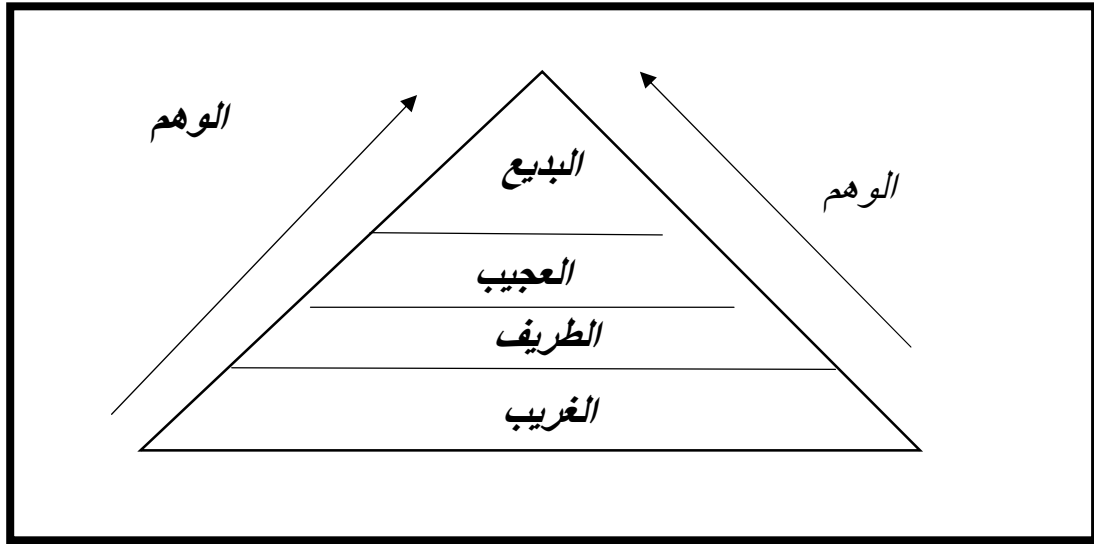 الوهم
البديع
الوهم
العجيب
الطريف
الغريب